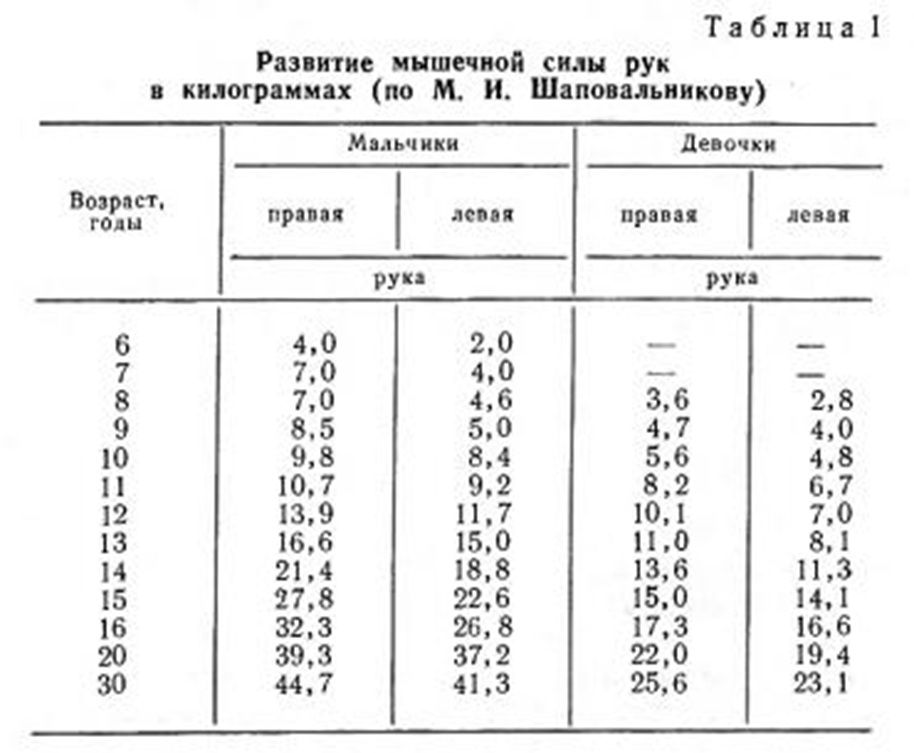 Таблица 1
Развитие мышечной силы рук
в килограммах (по М. И. Шаповальникову)
Возраст, годы | Мальчики | Девочки
правая | левая | правая | левая
рука | рука
6 4,0 2,0 — —
7 7,0 4,0 — —
8 7,0 4,6 3,6 2,8
9 8,5 5,0 4,7 4,0
10 9,8 8,4 5,6 4,8
11 10,7 9,2 8,2 6,7
12 13,9 11,7 10,1 7,0
13 16,6 15,0 11,0 8,1
14 21,4 18,8 13,6 11,3
15 27,8 22,6 15,0 14,1
16 32,3 26,8 17,3 16,6
20 39,3 37,2 22,0 19,4
30 44,7 41,3 25,6 23,1